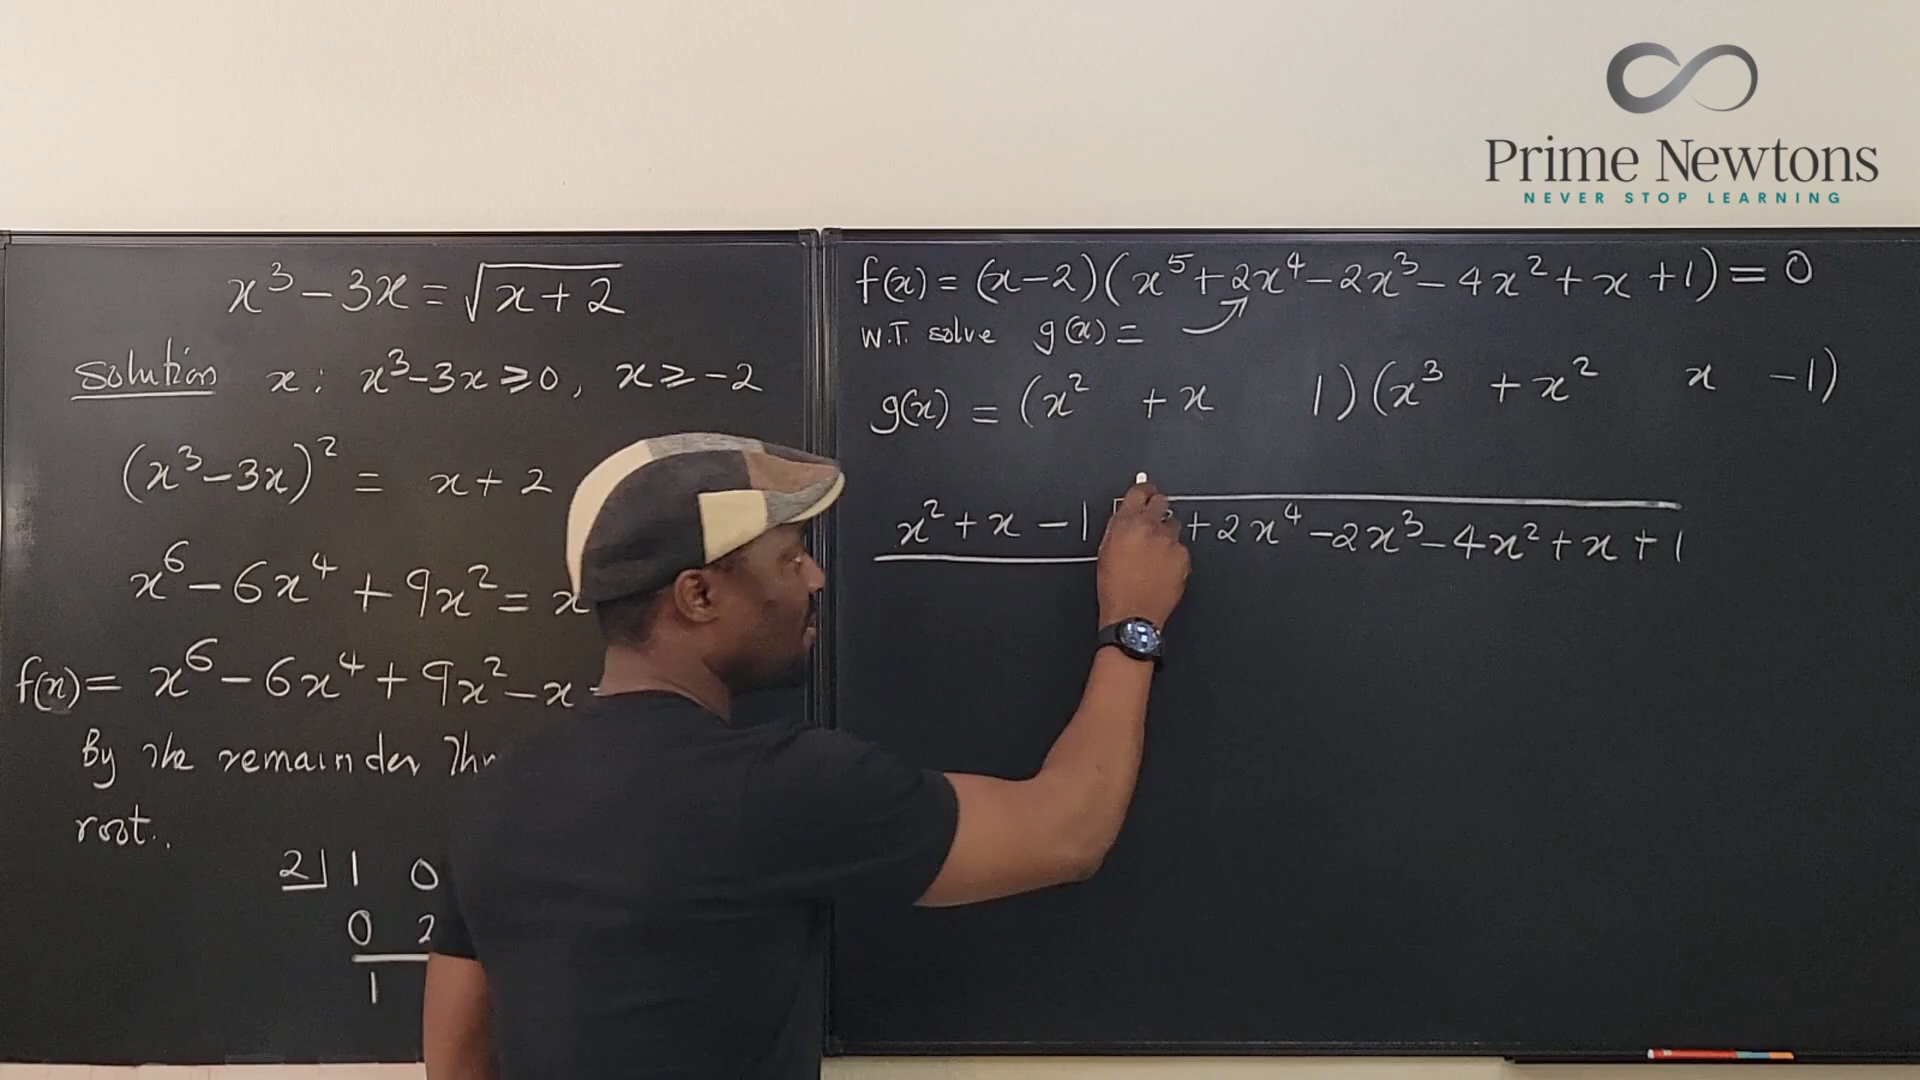 Prime Newtons
NEVER STOP LEARNING
x³ − 3x = √(x + 2)
Solution x : x³ − 3x ≥ 0, x ≥ −2
(x³ − 3x)² = x + 2
x⁶ − 6x⁴ + 9x² = x
f(x) = x⁶ − 6x⁴ + 9x² − x −
By the remainder Thr
root.
2| 1 0
0 2
1
f(x) = (x − 2)(x⁵ + 2x⁴ − 2x³ − 4x² + x + 1) = 0
W.T. solve g(x) =
g(x) = (x² + x 1)(x³ + x² x − 1)
x² + x − 1 + 2x⁴ − 2x³ − 4x² + x + 1